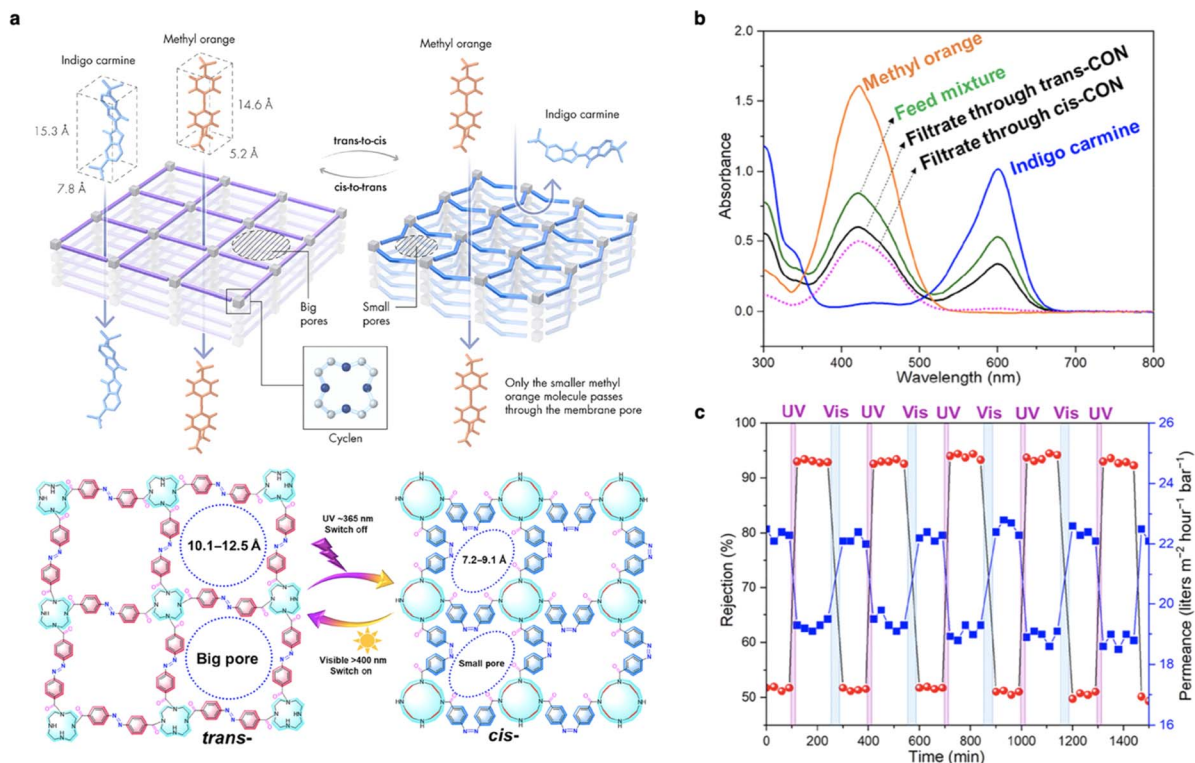 a
Indigo carmine
Methyl orange
15.3 Å
7.8 Å
14.6 Å
5.2 Å
trans-to-cis
cis-to-trans
Methyl orange
Indigo carmine
Big
pores
Small
pores
Cyclen
Only the smaller methyl
orange molecule passes
through the membrane pore
10.1–12.5 Å
Big pore
trans-
UV ~365 nm
Switch off
Visible >400 nm
Switch on
7.2–9.1 Å
Small pore
cis-
b
Absorbance
2.0
1.5
1.0
0.5
0.0
Methyl orange
Feed mixture
Filtrate through trans-CON
Filtrate through cis-CON
Indigo carmine
300 400 500 600 700 800
Wavelength (nm)
c
UV Vis UV Vis UV Vis UV Vis UV
Rejection (%)
100
90
80
70
60
50
Permeance (liters m⁻² hour⁻¹ bar⁻¹)
26
25
24
22
20
18
16
0 200 400 600 800 1000 1200 1400
Time (min)